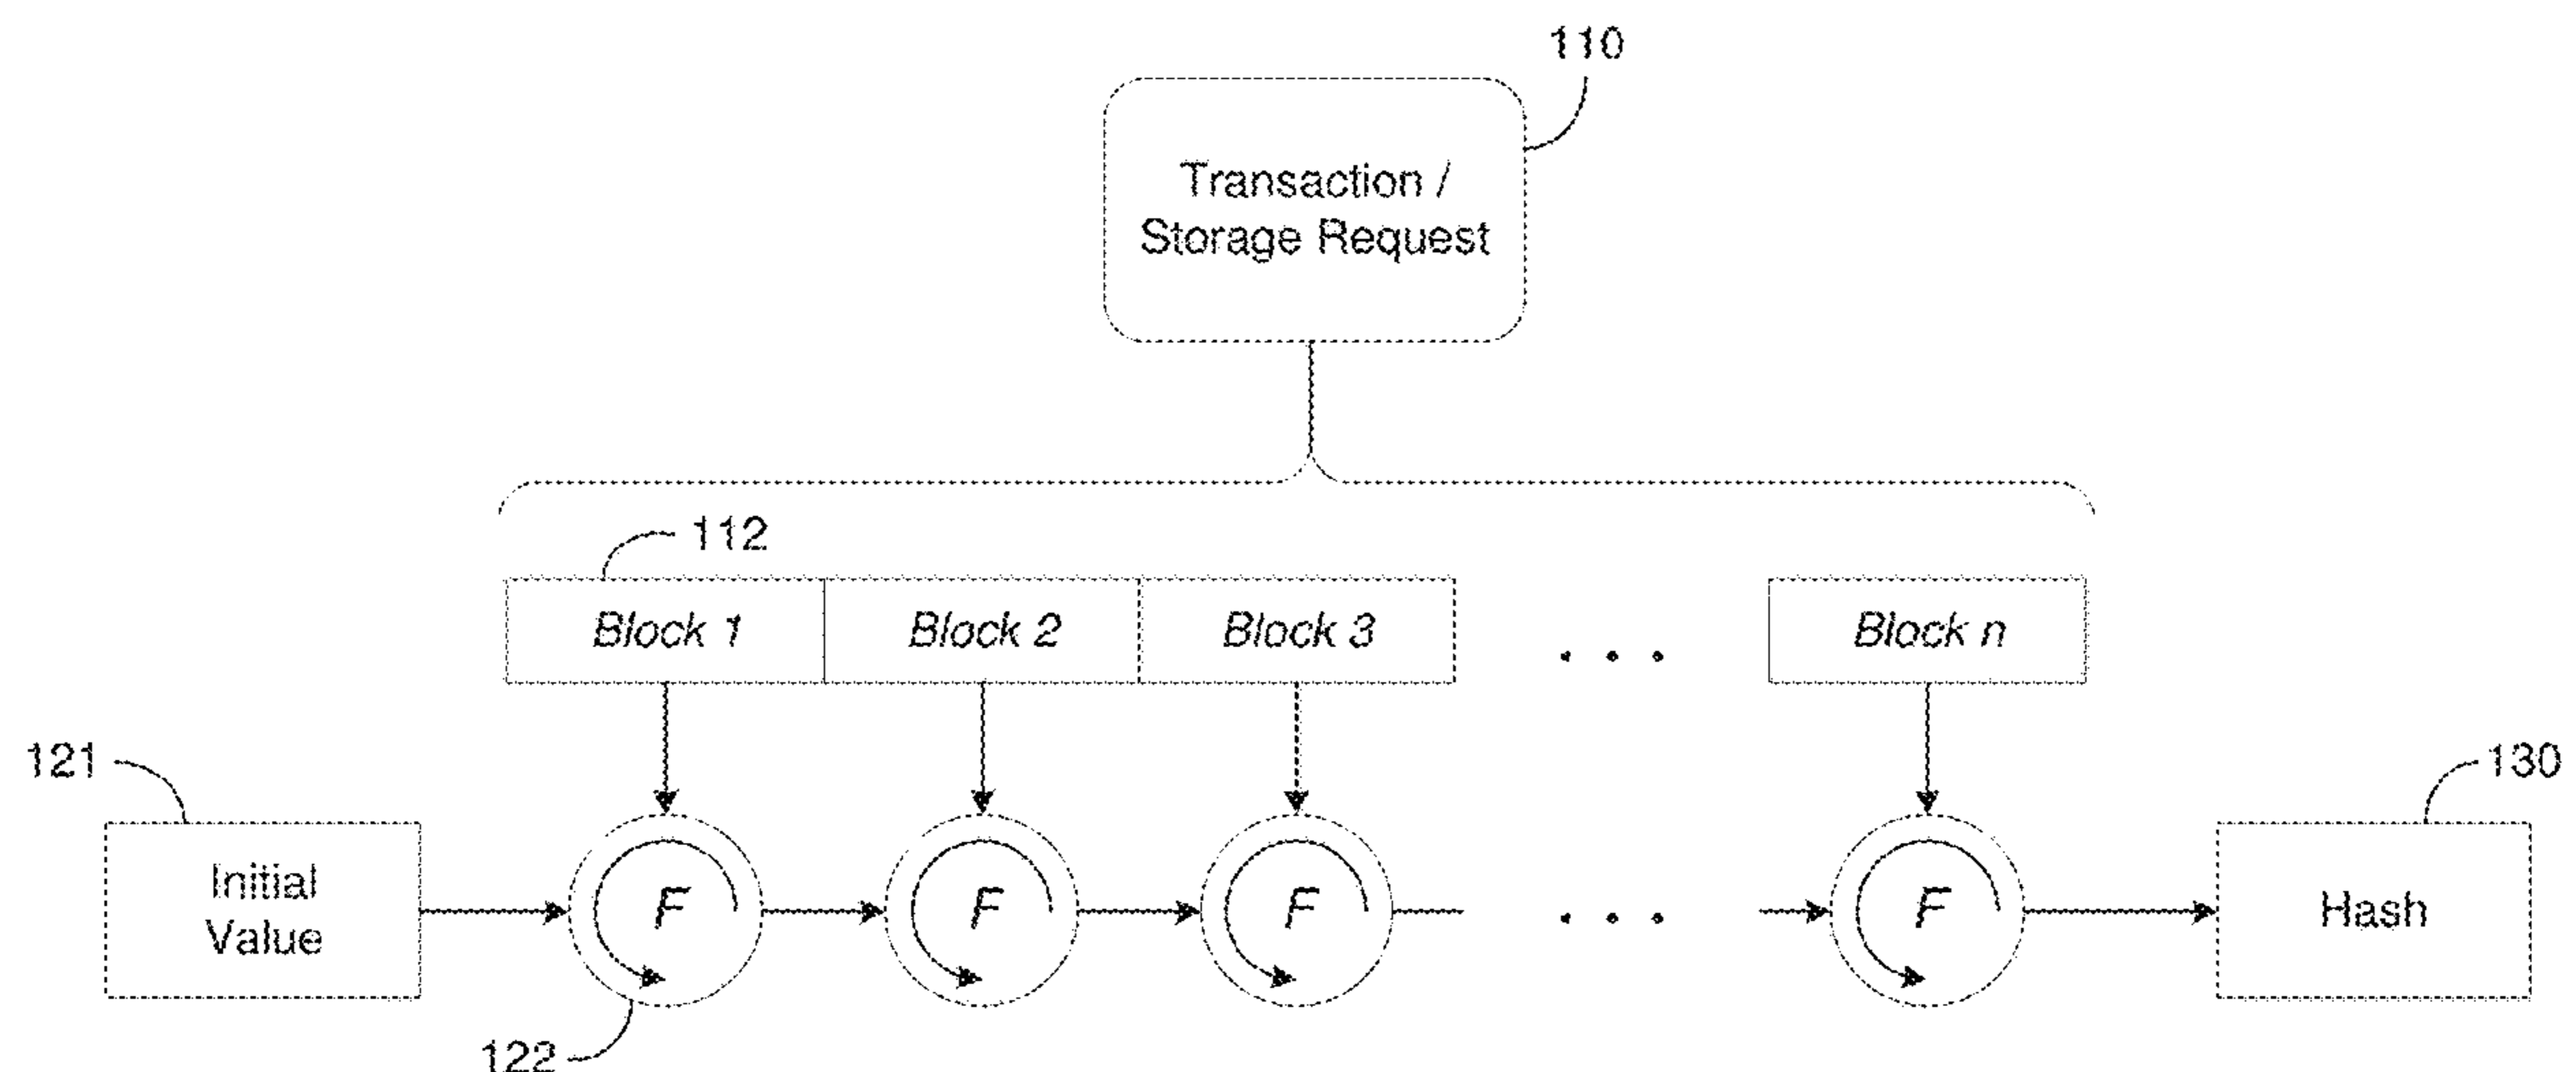 110
Transaction /
Storage Request
112
Block 1 Block 2 Block 3 . . . Block n
121
130
Initial
Value
F F F . . . F
Hash
122